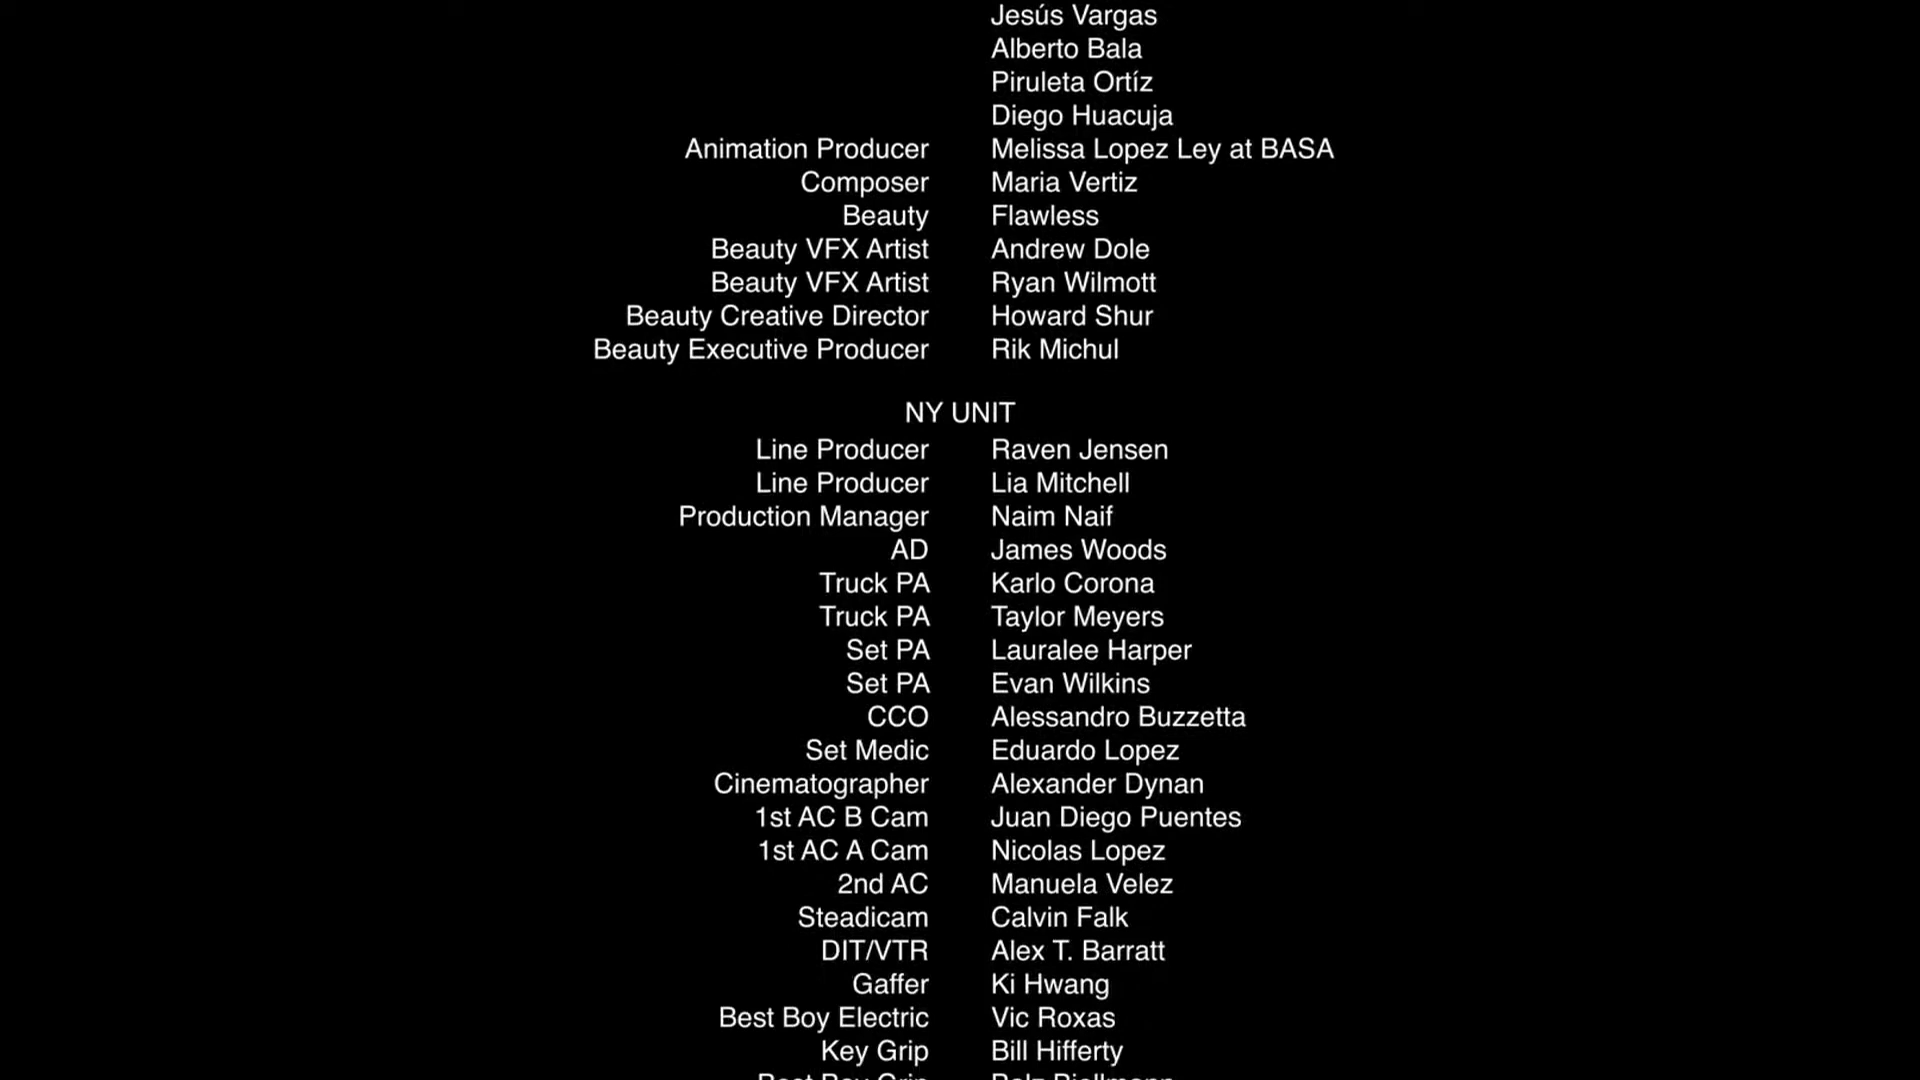 Jesús Vargas
Alberto Bala
Piruleta Ortíz
Diego Huacuja
Animation Producer Melissa Lopez Ley at BASA
Composer Maria Vertiz
Beauty Flawless
Beauty VFX Artist Andrew Dole
Beauty VFX Artist Ryan Wilmott
Beauty Creative Director Howard Shur
Beauty Executive Producer Rik Michul
NY UNIT
Line Producer Raven Jensen
Line Producer Lia Mitchell
Production Manager Naim Naif
AD James Woods
Truck PA Karlo Corona
Truck PA Taylor Meyers
Set PA Lauralee Harper
Set PA Evan Wilkins
CCO Alessandro Buzzetta
Set Medic Eduardo Lopez
Cinematographer Alexander Dynan
1st AC B Cam Juan Diego Puentes
1st AC A Cam Nicolas Lopez
2nd AC Manuela Velez
Steadicam Calvin Falk
DIT/VTR Alex T. Barratt
Gaffer Ki Hwang
Best Boy Electric Vic Roxas
Key Grip Bill Hifferty
Best Boy Grip